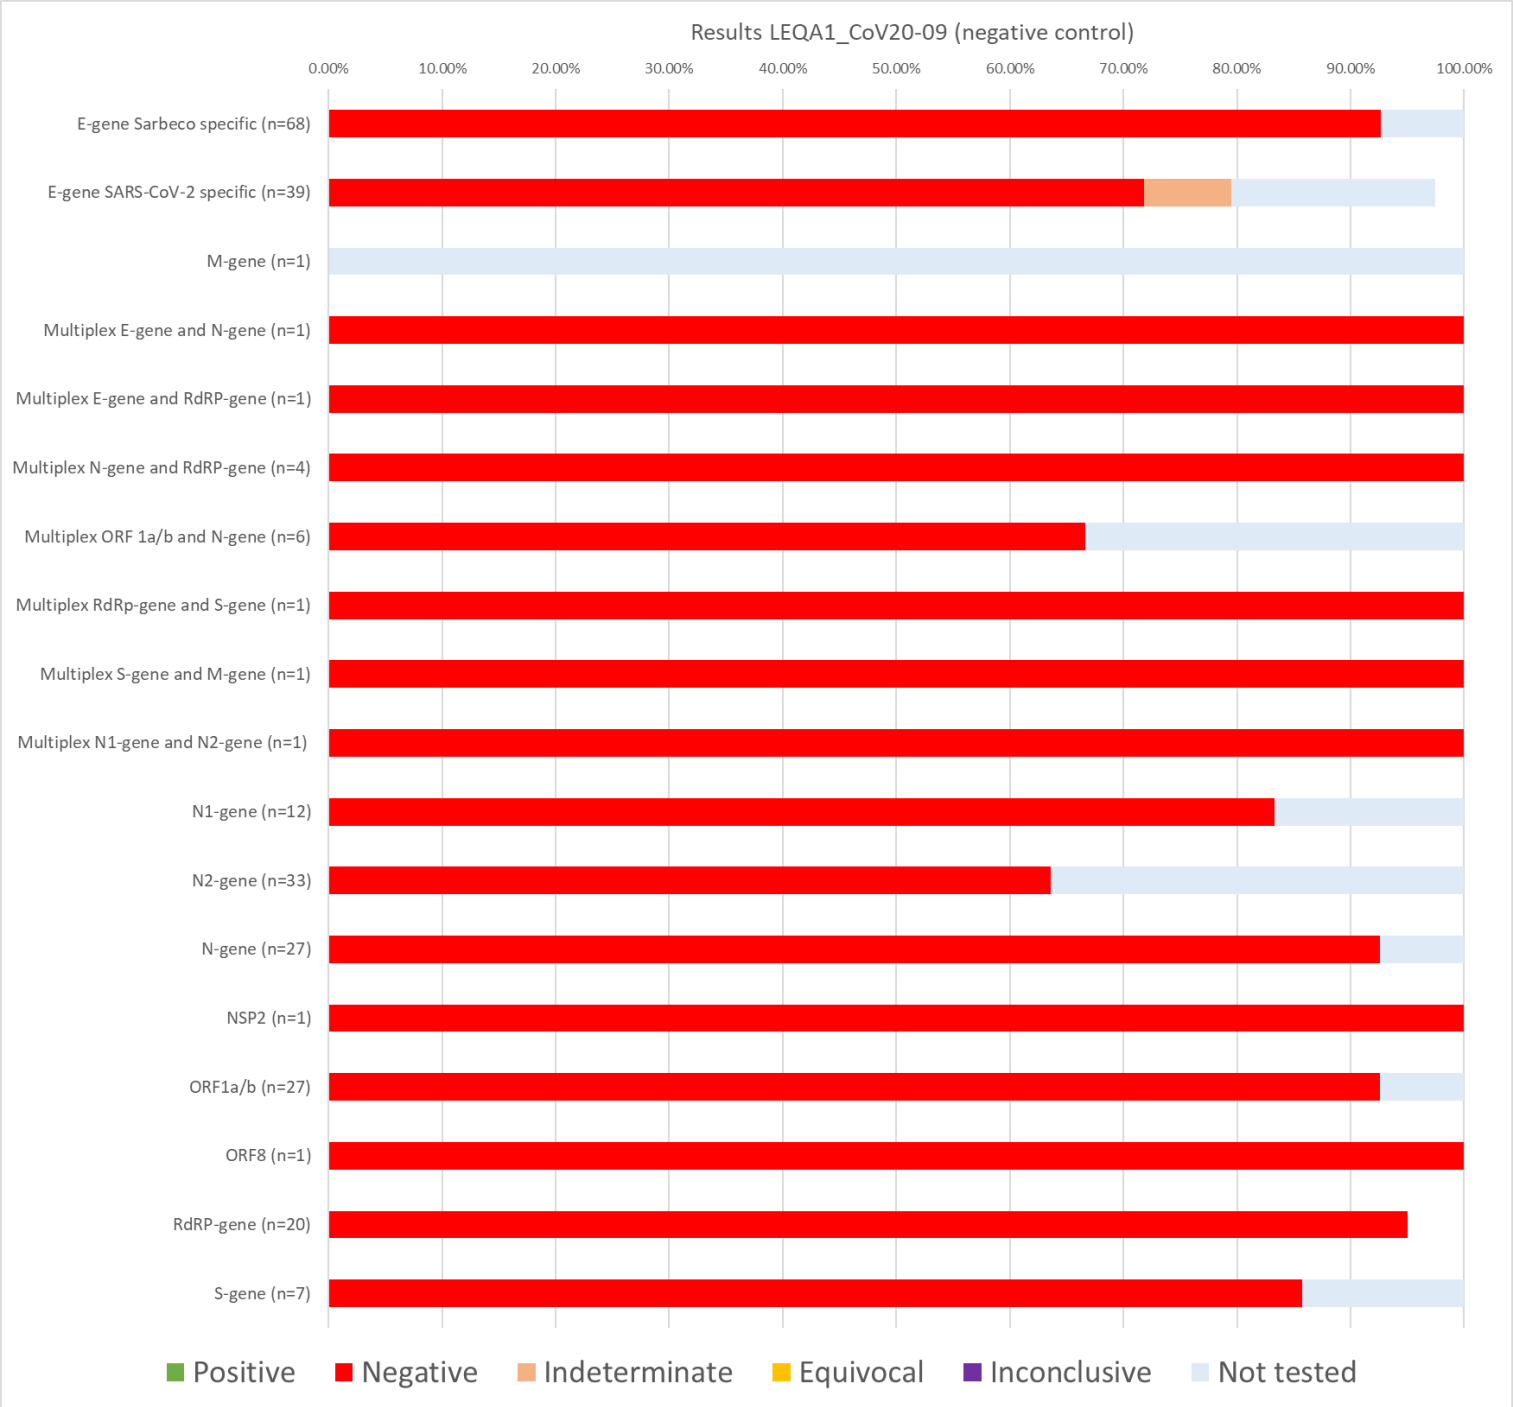 Results LEQA1_CoV20-09 (negative control)
0.00% 10.00% 20.00% 30.00% 40.00% 50.00% 60.00% 70.00% 80.00% 90.00% 100.00%
E-gene Sarbeco specific (n=68)
E-gene SARS-CoV-2 specific (n=39)
M-gene (n=1)
Multiplex E-gene and N-gene (n=1)
Multiplex E-gene and RdRP-gene (n=1)
Multiplex N-gene and RdRP-gene (n=4)
Multiplex ORF 1a/b and N-gene (n=6)
Multiplex RdRp-gene and S-gene (n=1)
Multiplex S-gene and M-gene (n=1)
Multiplex N1-gene and N2-gene (n=1)
N1-gene (n=12)
N2-gene (n=33)
N-gene (n=27)
NSP2 (n=1)
ORF1a/b (n=27)
ORF8 (n=1)
RdRP-gene (n=20)
S-gene (n=7)
Positive Negative Indeterminate Equivocal Inconclusive Not tested